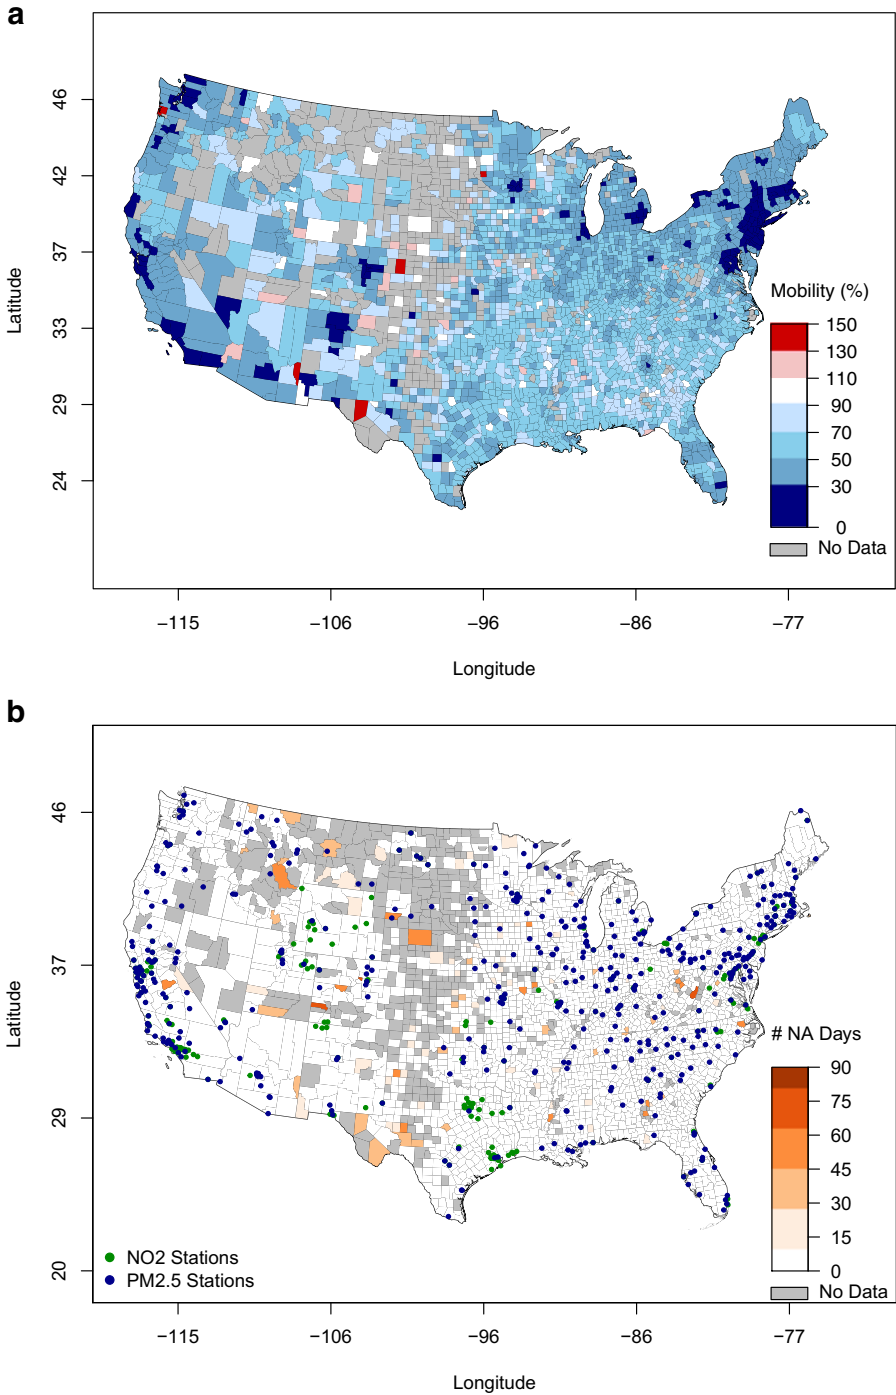 a
46
42
37
33
29
24
Latitude
Mobility (%)
150
130
110
90
70
50
30
0
No Data
−115
−106
−96
−86
−77
Longitude
b
46
37
29
20
Latitude
# NA Days
90
75
60
45
30
15
0
No Data
NO2 Stations
PM2.5 Stations
−115
−106
−96
−86
−77
Longitude